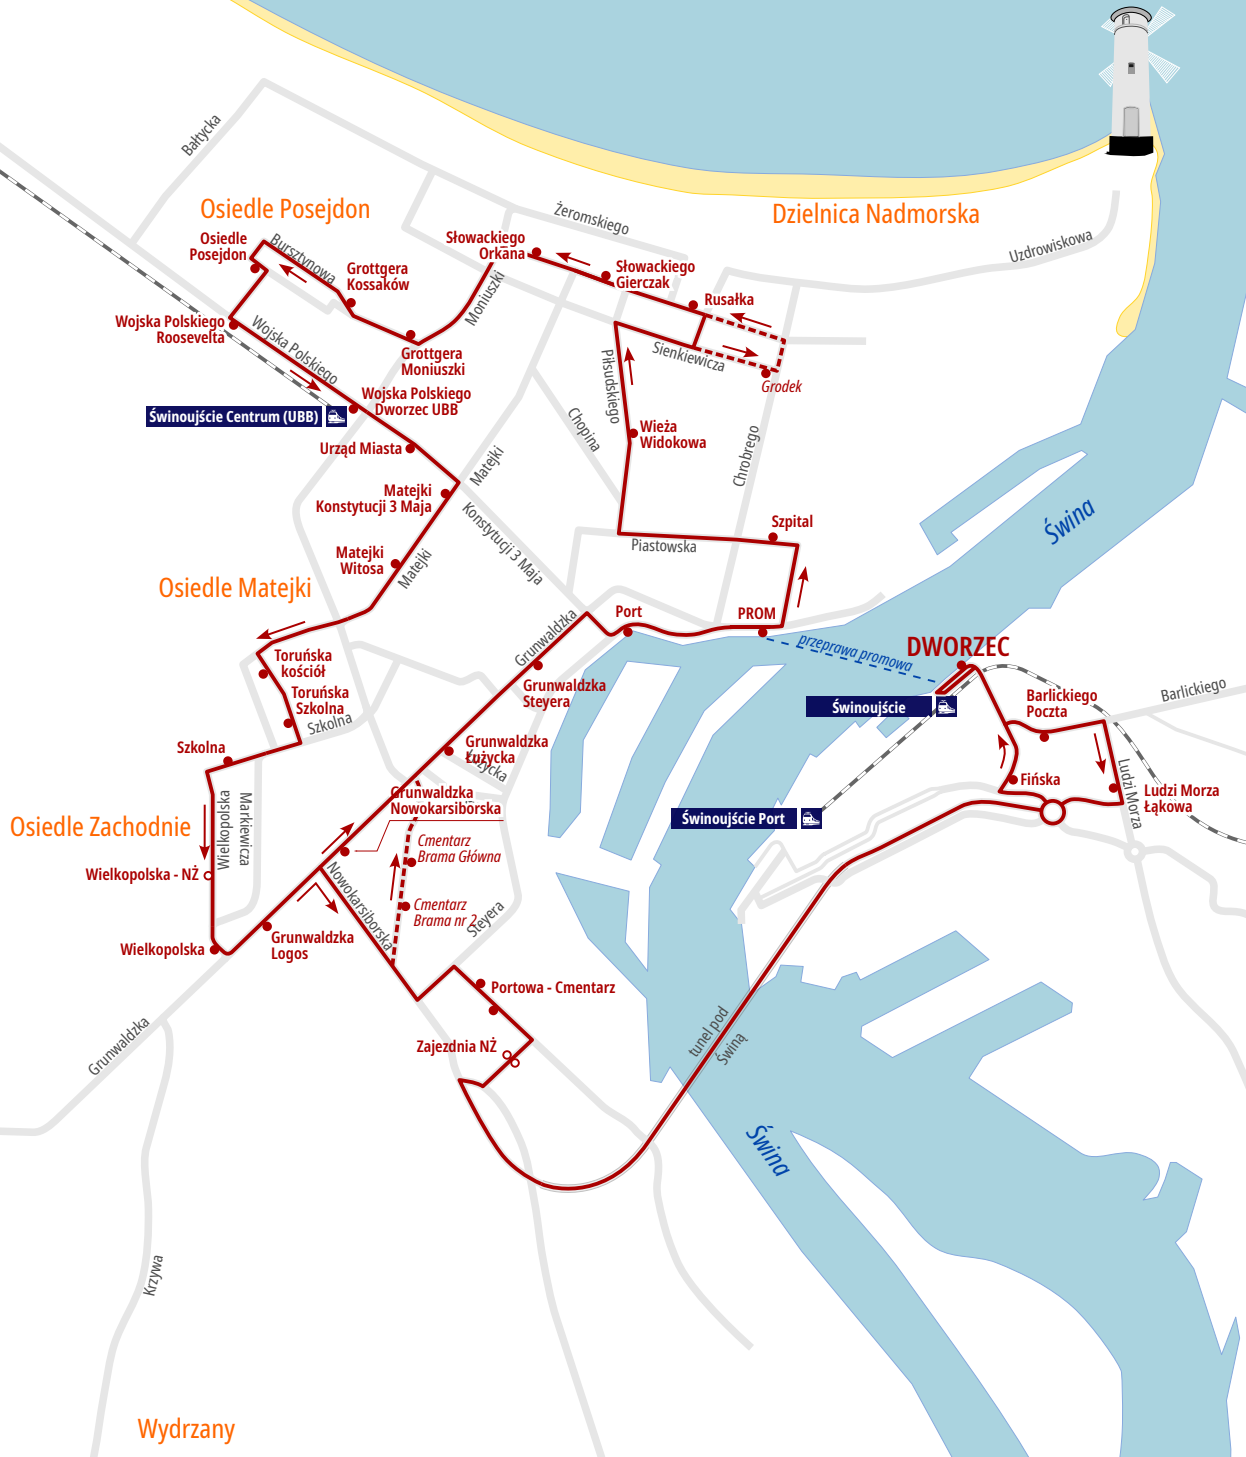 Bałtycka
Osiedle Posejdon
Dzielnica Nadmorska
Żeromskiego
Uzdrowiskowa
Osiedle
Posejdon
Bursztynowa
Słowackiego
Orkana
Grottgera
Kossaków
Słowackiego
Gierczak
Moniuszki
Rusałka
Wojska Polskiego
Roosevelta
Wojska Polskiego
Grottgera
Moniuszki
Sienkiewicza
Piłsudskiego
Grodek
Wojska Polskiego
Dworzec UBB
Świnoujście Centrum (UBB)
Chopina
Wieża
Widokowa
Chrobrego
Urząd Miasta
Matejki
Matejki
Konstytucji 3 Maja
Konstytucji 3 Maja
Szpital
Świna
Piastowska
Matejki
Witosa
Matejki
Osiedle Matejki
Grunwaldzka
Port
PROM
przeprawa promowa
DWORZEC
Toruńska
kościół
Grunwaldzka
Steyera
Toruńska
Szkolna
Szkolna
Świnoujście
Barlickiego
Poczta
Barlickiego
Szkolna
Grunwaldzka
Łużycka
Łużycka
Fińska
Ludzi Morza
Ludzi Morza
Łąkowa
Grunwaldzka
Nowokarsiborska
Świnoujście Port
Osiedle Zachodnie
Wielkopolska
Markiewicza
Cmentarz
Brama Główna
Wielkopolska - NŻ
Nowokarsiborska
Cmentarz
Brama nr 2
Steyera
Wielkopolska
Grunwaldzka
Logos
Portowa - Cmentarz
Zajezdnia NŻ
Grunwaldzka
tunel pod
Świną
Świna
Krzywa
Wydrzany